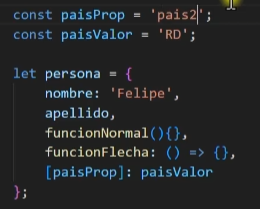 const paisProp = 'pais2';
const paisValor = 'RD';
let persona = {
nombre: 'Felipe',
apellido,
funcionNormal(){},
funcionFlecha: () => {},
[paisProp]: paisValor
};